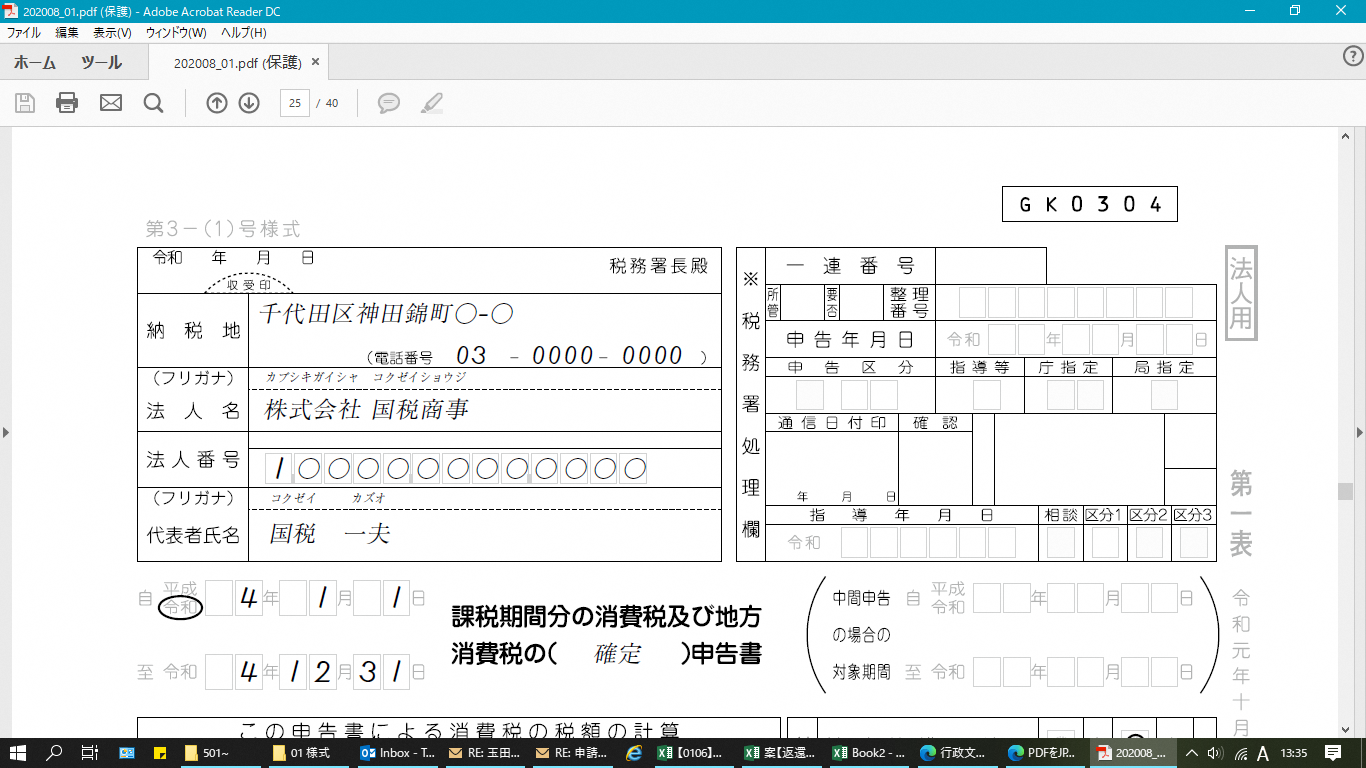 202008_01.pdf (保護) - Adobe Acrobat Reader DC
ファイル 編集 表示(V) ウィンドウ(W) ヘルプ(H)
ホーム ツール 202008_01.pdf (保護) ×
25 / 40
GK0304
第3-(1)号様式
令和 年 月 日
収受印
税務署長殿
納税地
千代田区神田錦町○-○
(電話番号 03 - 0000 - 0000 )
(フリガナ) カブシキガイシャ コクゼイショウジ
法人名 株式会社 国税商事
法人番号 1○○○○○○○○○○○○
(フリガナ) コクゼイ カズオ
代表者氏名 国税 一夫
※税務署処理欄
一連番号
所管 要否 整理番号
申告年月日 令和 年 月 日
申告区分 指導等 庁指定 局指定
通信日付印 確認
年 月 日
指導年月日 相談 区分1 区分2 区分3
令和
法人用
第一表
令和元年十月
自 平成 令和 4年 1月 1日
至 令和 4年12月31日
課税期間分の消費税及び地方
消費税の( 確定 )申告書
中間申告 自 平成 令和 年 月 日
の場合の
対象期間 至 令和 年 月 日
この申告書による消費税の税額の計算
501~ 01 様式 Inbox - T... RE: 玉田... RE: 申請... 【0106】... 案【返還... Book2 - ... 行政文... PDFをJP... 202008_... A 13:35